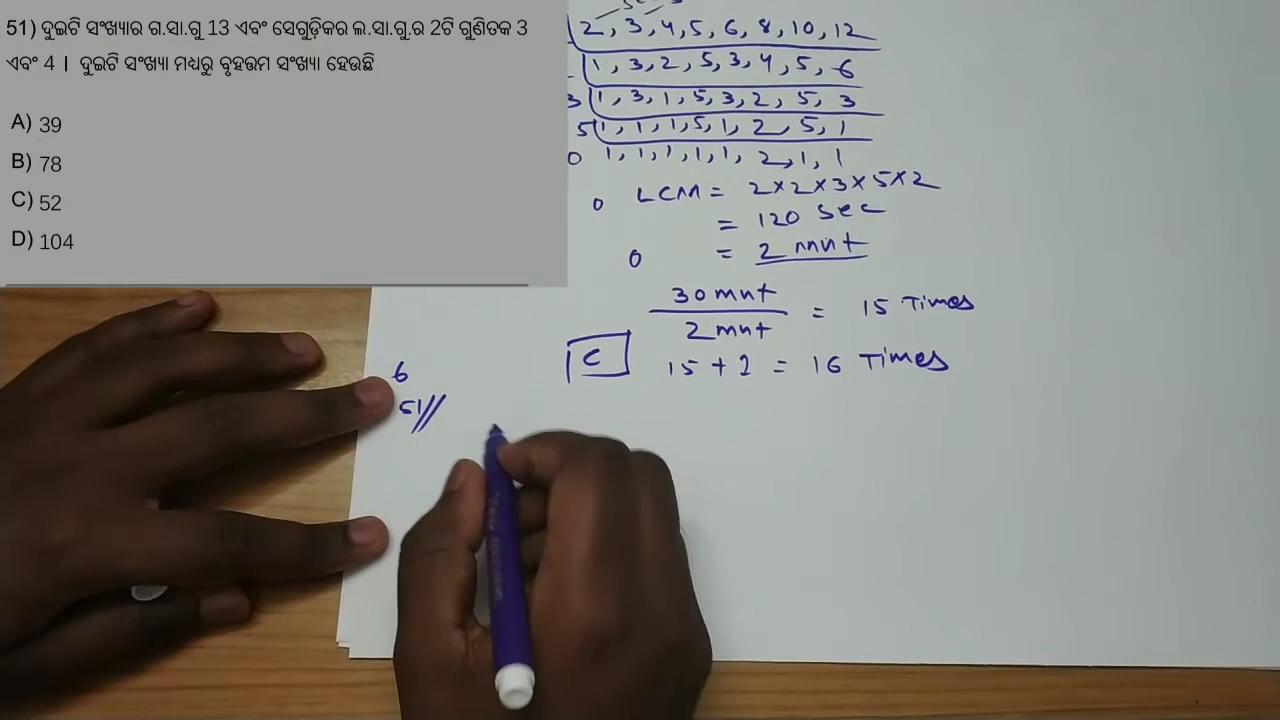 51) ଦୁଇଟି ସଂଖ୍ୟାର ଗ.ସା.ଗୁ 13 ଏବଂ ସେଗୁଡ଼ିକର ଲ.ସା.ଗୁ.ର 2ଟି ଗୁଣିତକ 3
ଏବଂ 4 । ଦୁଇଟି ସଂଖ୍ୟା ମଧ୍ୟରୁ ବୃହତ୍ତମ ସଂଖ୍ୟା ହେଉଛି
A) 39
B) 78
C) 52
D) 104
2, 3, 4, 5, 6, 8, 10, 12
1, 3, 2, 5, 3, 4, 5, 6
3 1, 3, 1, 5, 3, 2, 5, 3
5 1, 1, 1, 5, 1, 2, 5, 1
1, 1, 1, 1, 1, 2, 1, 1
LCM = 2×2×3×5×2
= 120 Sec
= 2 mnt
30 mnt
2 mnt
= 15 Times
C 15 + 1 = 16 Times
6
51//